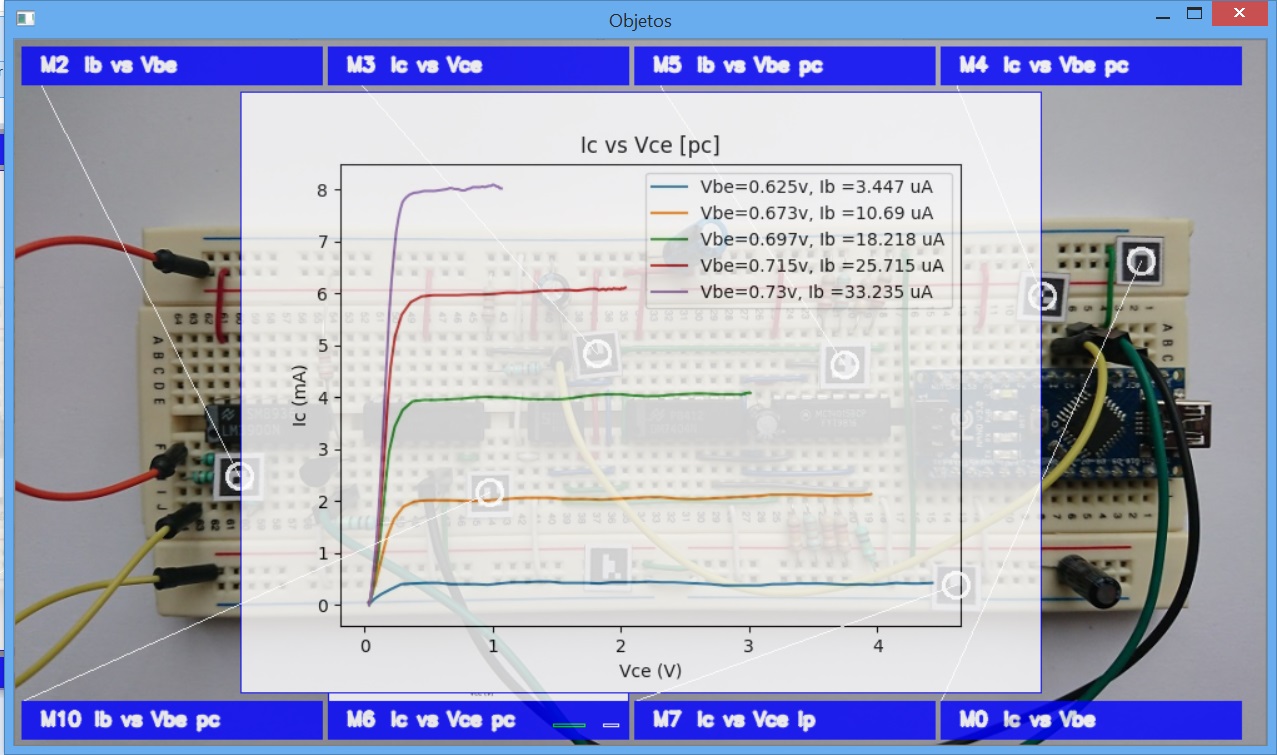 Objetos
M2 Ib vs Vbe
M3 Ic vs Vce
M5 Ib vs Vbe pc
M4 Ic vs Vbe pc
Ic vs Vce [pc]
Vbe=0.625v, Ib =3.447 uA
Vbe=0.673v, Ib =10.69 uA
Vbe=0.697v, Ib =18.218 uA
Vbe=0.715v, Ib =25.715 uA
Vbe=0.73v, Ib =33.235 uA
8
7
6
5
4
3
2
1
0
Ic (mA)
0 1 2 3 4
Vce (V)
M10 Ib vs Vbe pc
M6 Ic vs Vce pc
M7 Ic vs Vce lp
M0 Ic vs Vbe